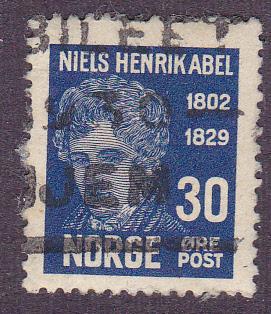 NIELS HENRIK ABEL
1802
1829
30
NORGE ØRE
POST